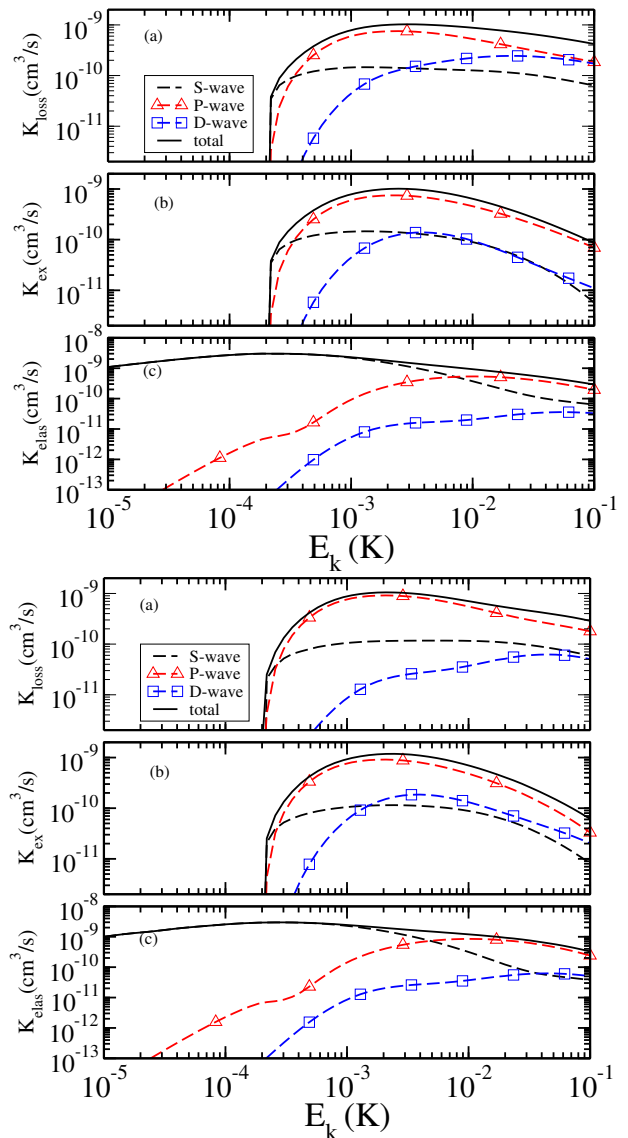 (a)
K_loss(cm^3/s)
10^-9
10^-10
10^-11
S-wave
P-wave
D-wave
total
(b)
K_ex(cm^3/s)
10^-9
10^-10
10^-11
(c)
K_elas(cm^3/s)
10^-8
10^-9
10^-10
10^-11
10^-12
10^-13
10^-5 10^-4 10^-3 10^-2 10^-1
E_k (K)
(a)
K_loss(cm^3/s)
10^-9
10^-10
10^-11
S-wave
P-wave
D-wave
total
(b)
K_ex(cm^3/s)
10^-9
10^-10
10^-11
(c)
K_elas(cm^3/s)
10^-8
10^-9
10^-10
10^-11
10^-12
10^-13
10^-5 10^-4 10^-3 10^-2 10^-1
E_k (K)